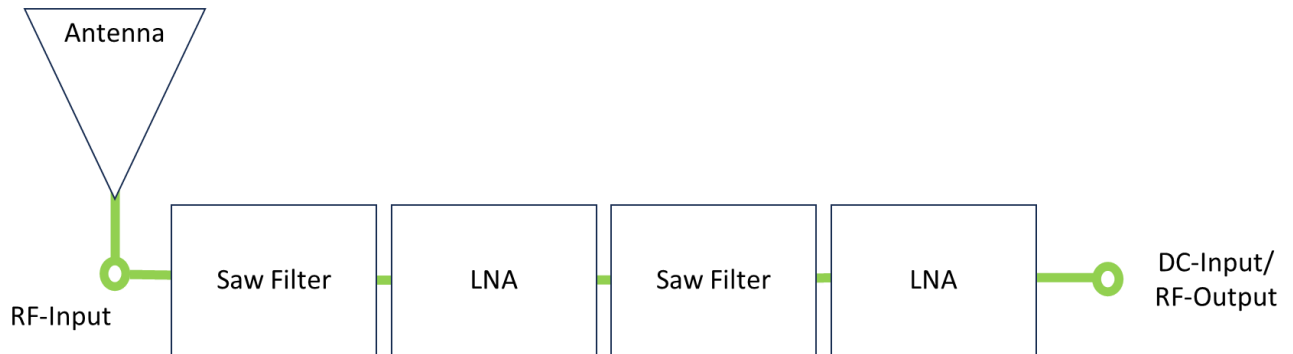 Antenna
RF-Input
Saw Filter
LNA
Saw Filter
LNA
DC-Input/
RF-Output